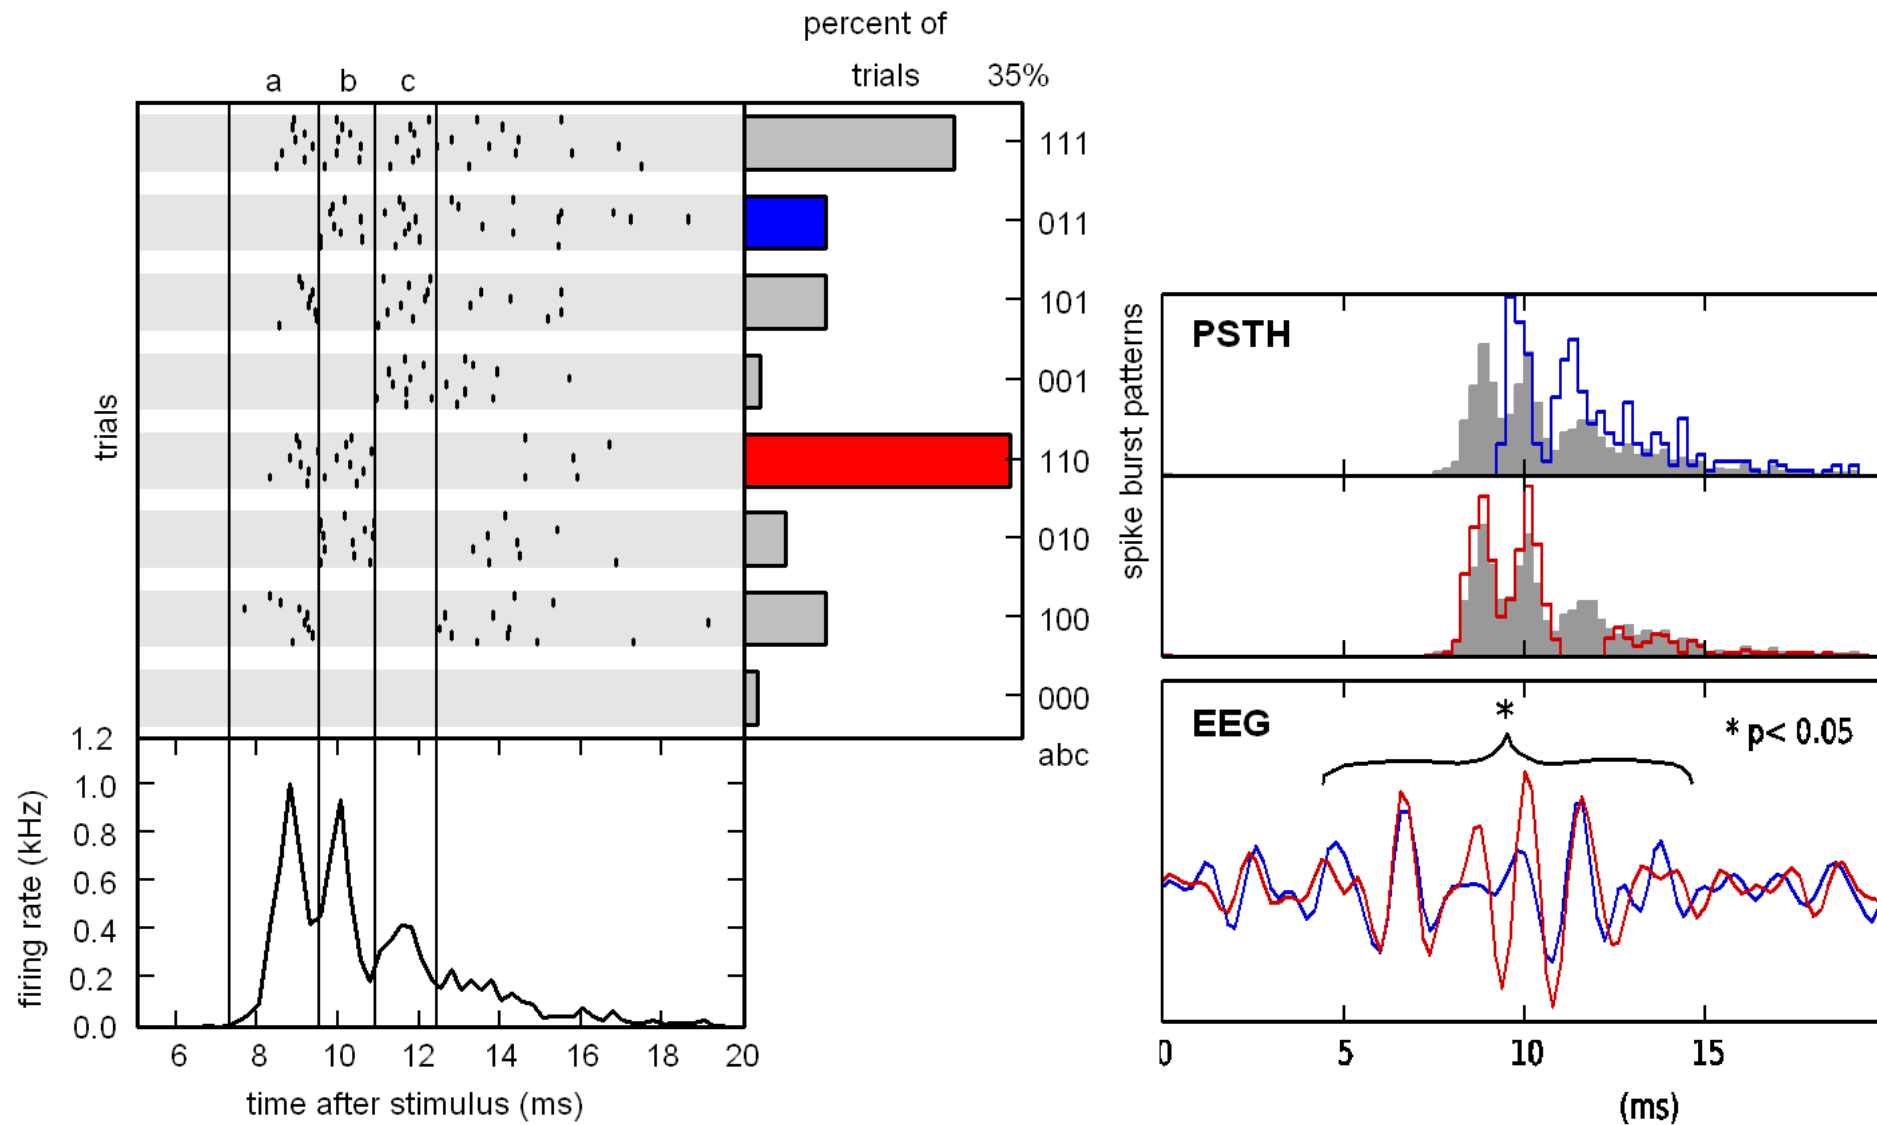 percent of
trials 35%
a b c
111
011
101
001
110
010
100
000
abc
trials
1.2
1.0
0.8
0.6
0.4
0.2
0.0
firing rate (kHz)
6 8 10 12 14 16 18 20
time after stimulus (ms)
spike burst patterns
PSTH
EEG
*
* p< 0.05
0 5 10 15
(ms)